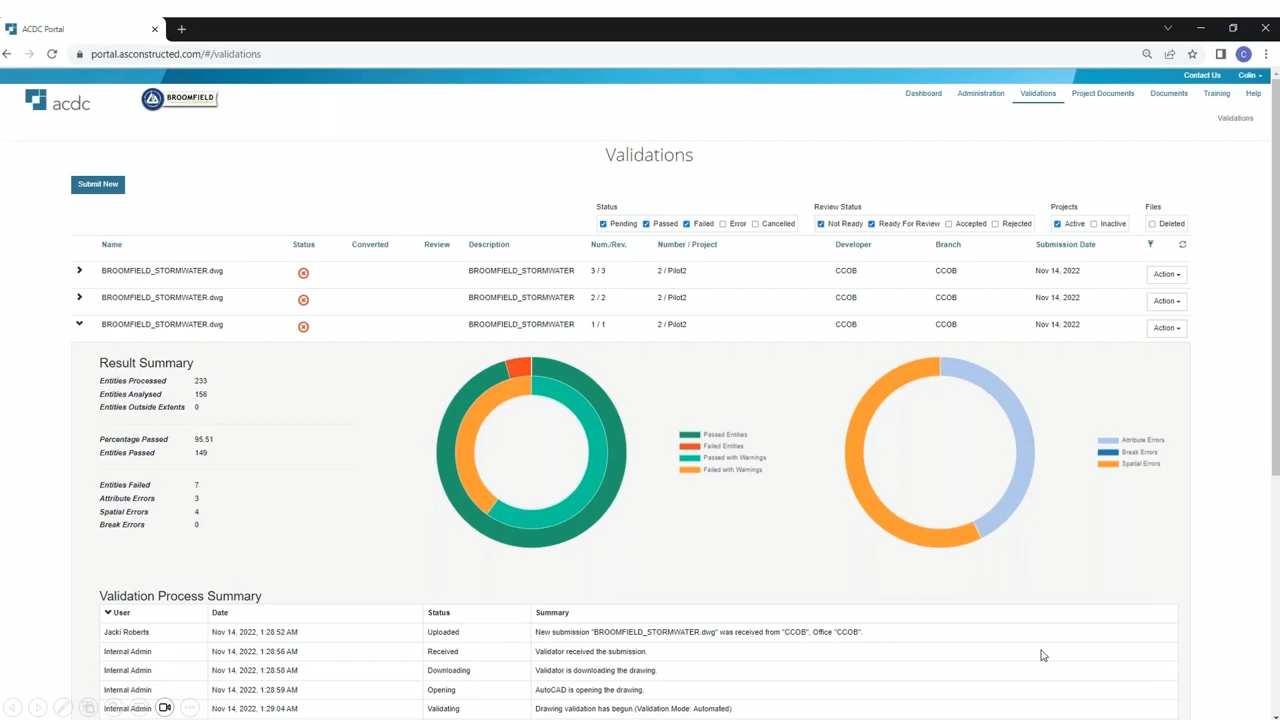 ACDC Portal
portal.asconstructed.com/#/validations
C
Contact Us Colin
acdc BROOMFIELD
Dashboard Administration Validations Project Documents Documents Training Help
Validations
Validations
Submit New
Status Review Status Projects Files
Pending Passed Failed Error Cancelled Not Ready Ready For Review Accepted Rejected Active Inactive Deleted
Name Status Converted Review Description Num./Rev. Number / Project Developer Branch Submission Date
BROOMFIELD_STORMWATER.dwg BROOMFIELD_STORMWATER 3 / 3 2 / Pilot2 CCOB CCOB Nov 14, 2022 Action
BROOMFIELD_STORMWATER.dwg BROOMFIELD_STORMWATER 2 / 2 2 / Pilot2 CCOB CCOB Nov 14, 2022 Action
BROOMFIELD_STORMWATER.dwg BROOMFIELD_STORMWATER 1 / 1 2 / Pilot2 CCOB CCOB Nov 14, 2022 Action
Result Summary
Entities Processed 233
Entities Analysed 156
Entities Outside Extents 0
Percentage Passed 95.51
Entities Passed 149
Entities Failed 7
Attribute Errors 3
Spatial Errors 4
Break Errors 0
Passed Entities
Failed Entities
Passed with Warnings
Failed with Warnings
Attribute Errors
Break Errors
Spatial Errors
Validation Process Summary
User Date Status Summary
Jacki Roberts Nov 14, 2022, 1:28:52 AM Uploaded New submission "BROOMFIELD_STORMWATER.dwg" was received from "CCOB", Office "CCOB".
Internal Admin Nov 14, 2022, 1:28:56 AM Received Validator received the submission.
Internal Admin Nov 14, 2022, 1:28:58 AM Downloading Validator is downloading the drawing.
Internal Admin Nov 14, 2022, 1:28:59 AM Opening AutoCAD is opening the drawing.
Internal Admin Nov 14, 2022, 1:29:04 AM Validating Drawing validation has begun.(Validation Mode: Automated)